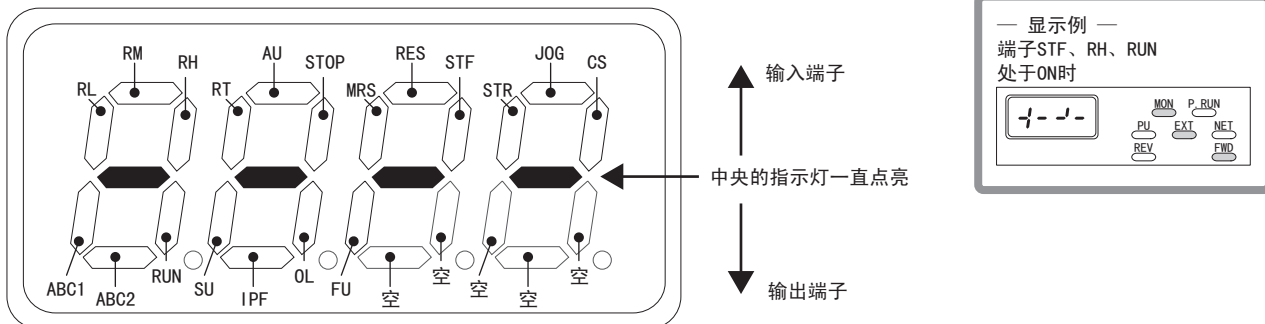 RM
RH
AU
STOP
RES
STF
JOG
CS
RL
RT
MRS
STR
ABC1
ABC2
RUN
SU
IPF
OL
FU
空
空
空
空
空
输入端子
中央的指示灯一直点亮
输出端子
— 显示例 —
端子STF、RH、RUN
处于ON时
MON P.RUN
PU EXT NET
REV FWD